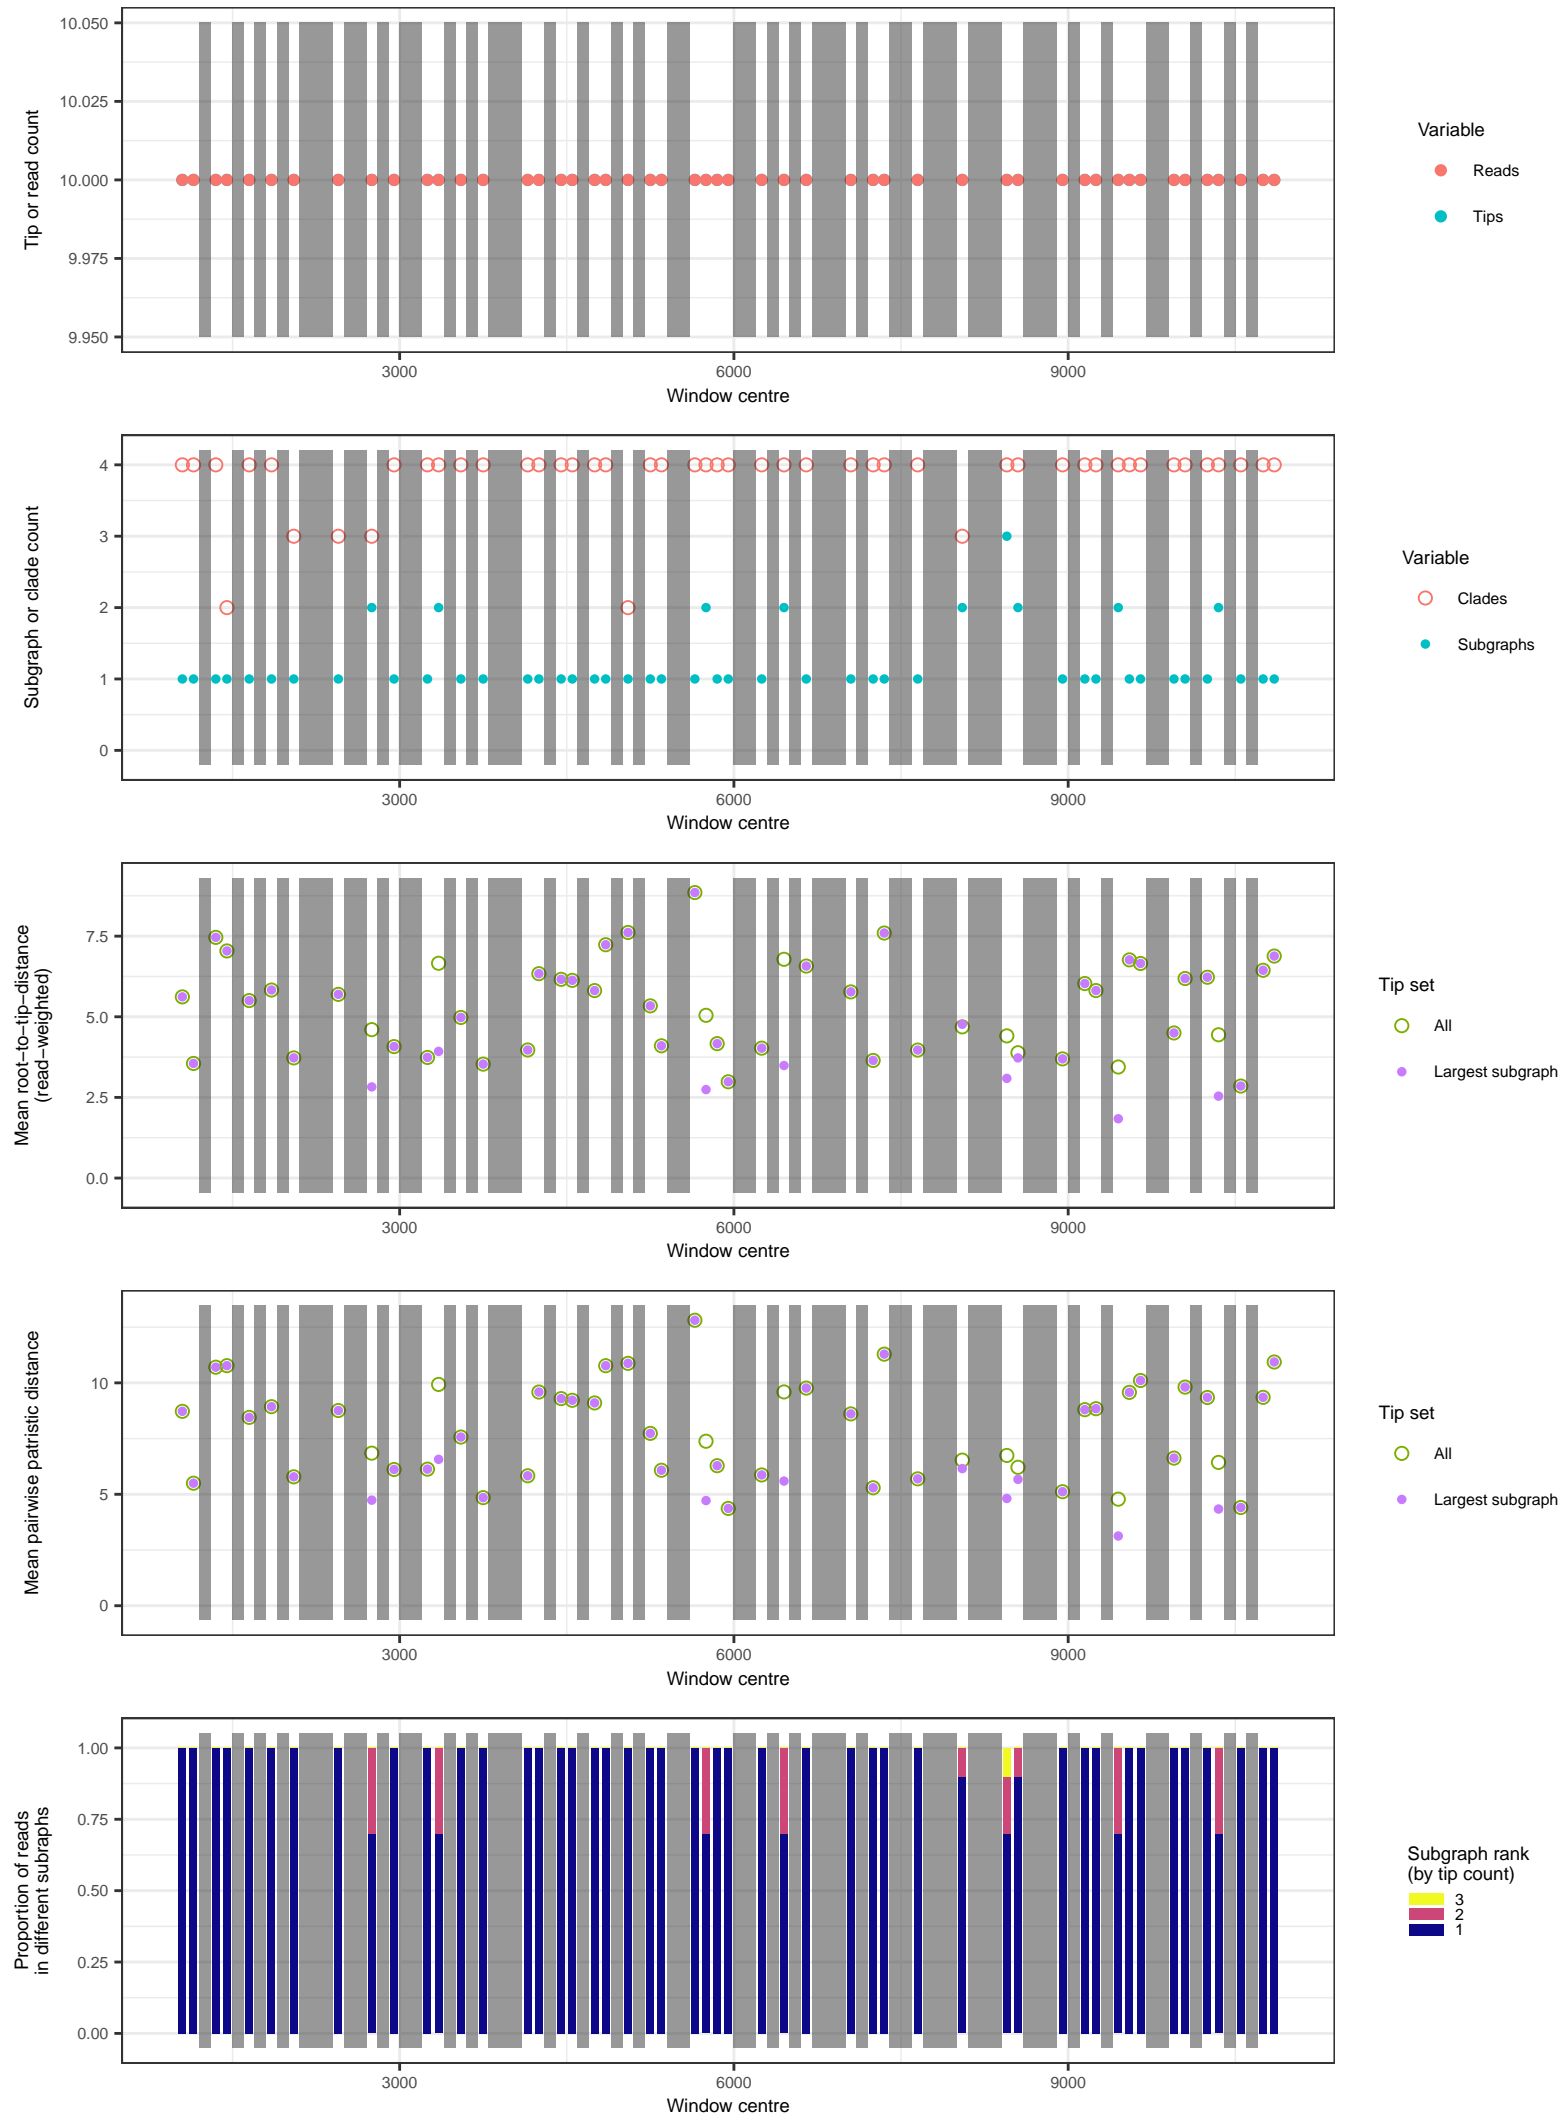 10.050
10.025
10.000
9.975
9.950
Tip or read count
3000
6000
9000
Window centre
Variable
Reads
Tips
4
3
2
1
0
Subgraph or clade count
3000
6000
9000
Window centre
Variable
Clades
Subgraphs
7.5
5.0
2.5
0.0
Mean root−to−tip−distance
(read−weighted)
3000
6000
9000
Window centre
Tip set
All
Largest subgraph
10
5
0
Mean pairwise patristic distance
3000
6000
9000
Window centre
Tip set
All
Largest subgraph
1.00
0.75
0.50
0.25
0.00
Proportion of reads
in different subraphs
3000
6000
9000
Window centre
Subgraph rank
(by tip count)
3
2
1